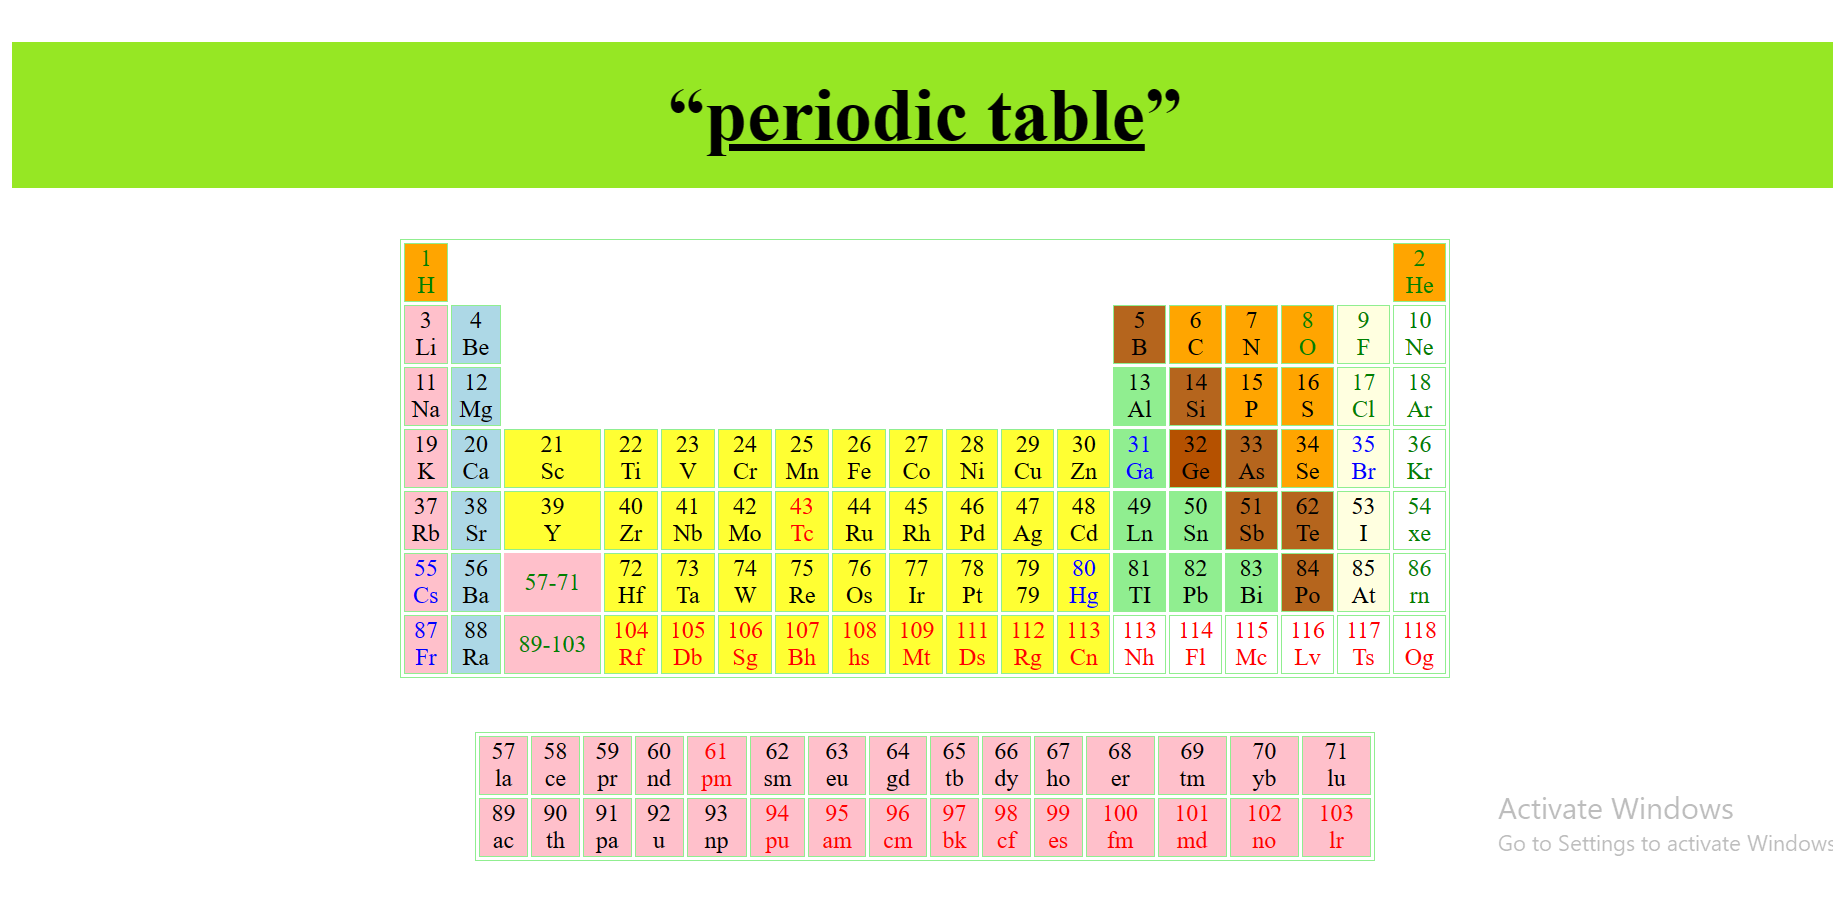 “periodic table”
1 2
H He
3 4 5 6 7 8 9 10
Li Be B C N O F Ne
11 12 13 14 15 16 17 18
Na Mg Al Si P S Cl Ar
19 20 21 22 23 24 25 26 27 28 29 30 31 32 33 34 35 36
K Ca Sc Ti V Cr Mn Fe Co Ni Cu Zn Ga Ge As Se Br Kr
37 38 39 40 41 42 43 44 45 46 47 48 49 50 51 62 53 54
Rb Sr Y Zr Nb Mo Tc Ru Rh Pd Ag Cd Ln Sn Sb Te I xe
55 56 57-71 72 73 74 75 76 77 78 79 80 81 82 83 84 85 86
Cs Ba Hf Ta W Re Os Ir Pt 79 Hg TI Pb Bi Po At rn
87 88 89-103 104 105 106 107 108 109 111 112 113 113 114 115 116 117 118
Fr Ra Rf Db Sg Bh hs Mt Ds Rg Cn Nh Fl Mc Lv Ts Og
57 58 59 60 61 62 63 64 65 66 67 68 69 70 71
la ce pr nd pm sm eu gd tb dy ho er tm yb lu
89 90 91 92 93 94 95 96 97 98 99 100 101 102 103
ac th pa u np pu am cm bk cf es fm md no lr
Activate Windows
Go to Settings to activate Windows